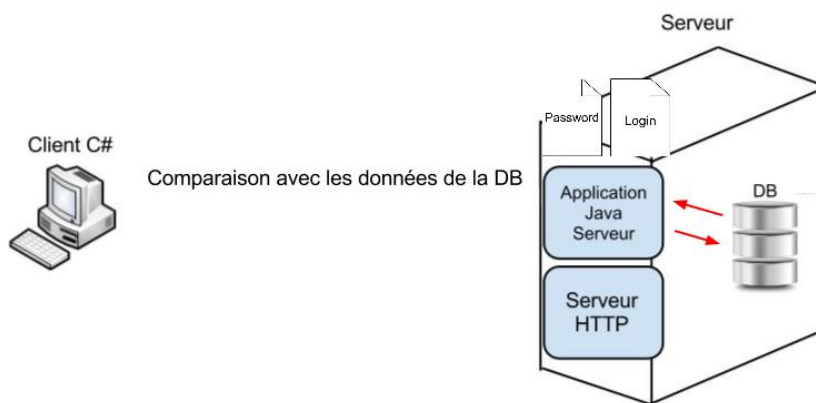 Serveur
Password
Login
Client C#
Comparaison avec les données de la DB
Application
Java
Serveur
DB
Serveur
HTTP